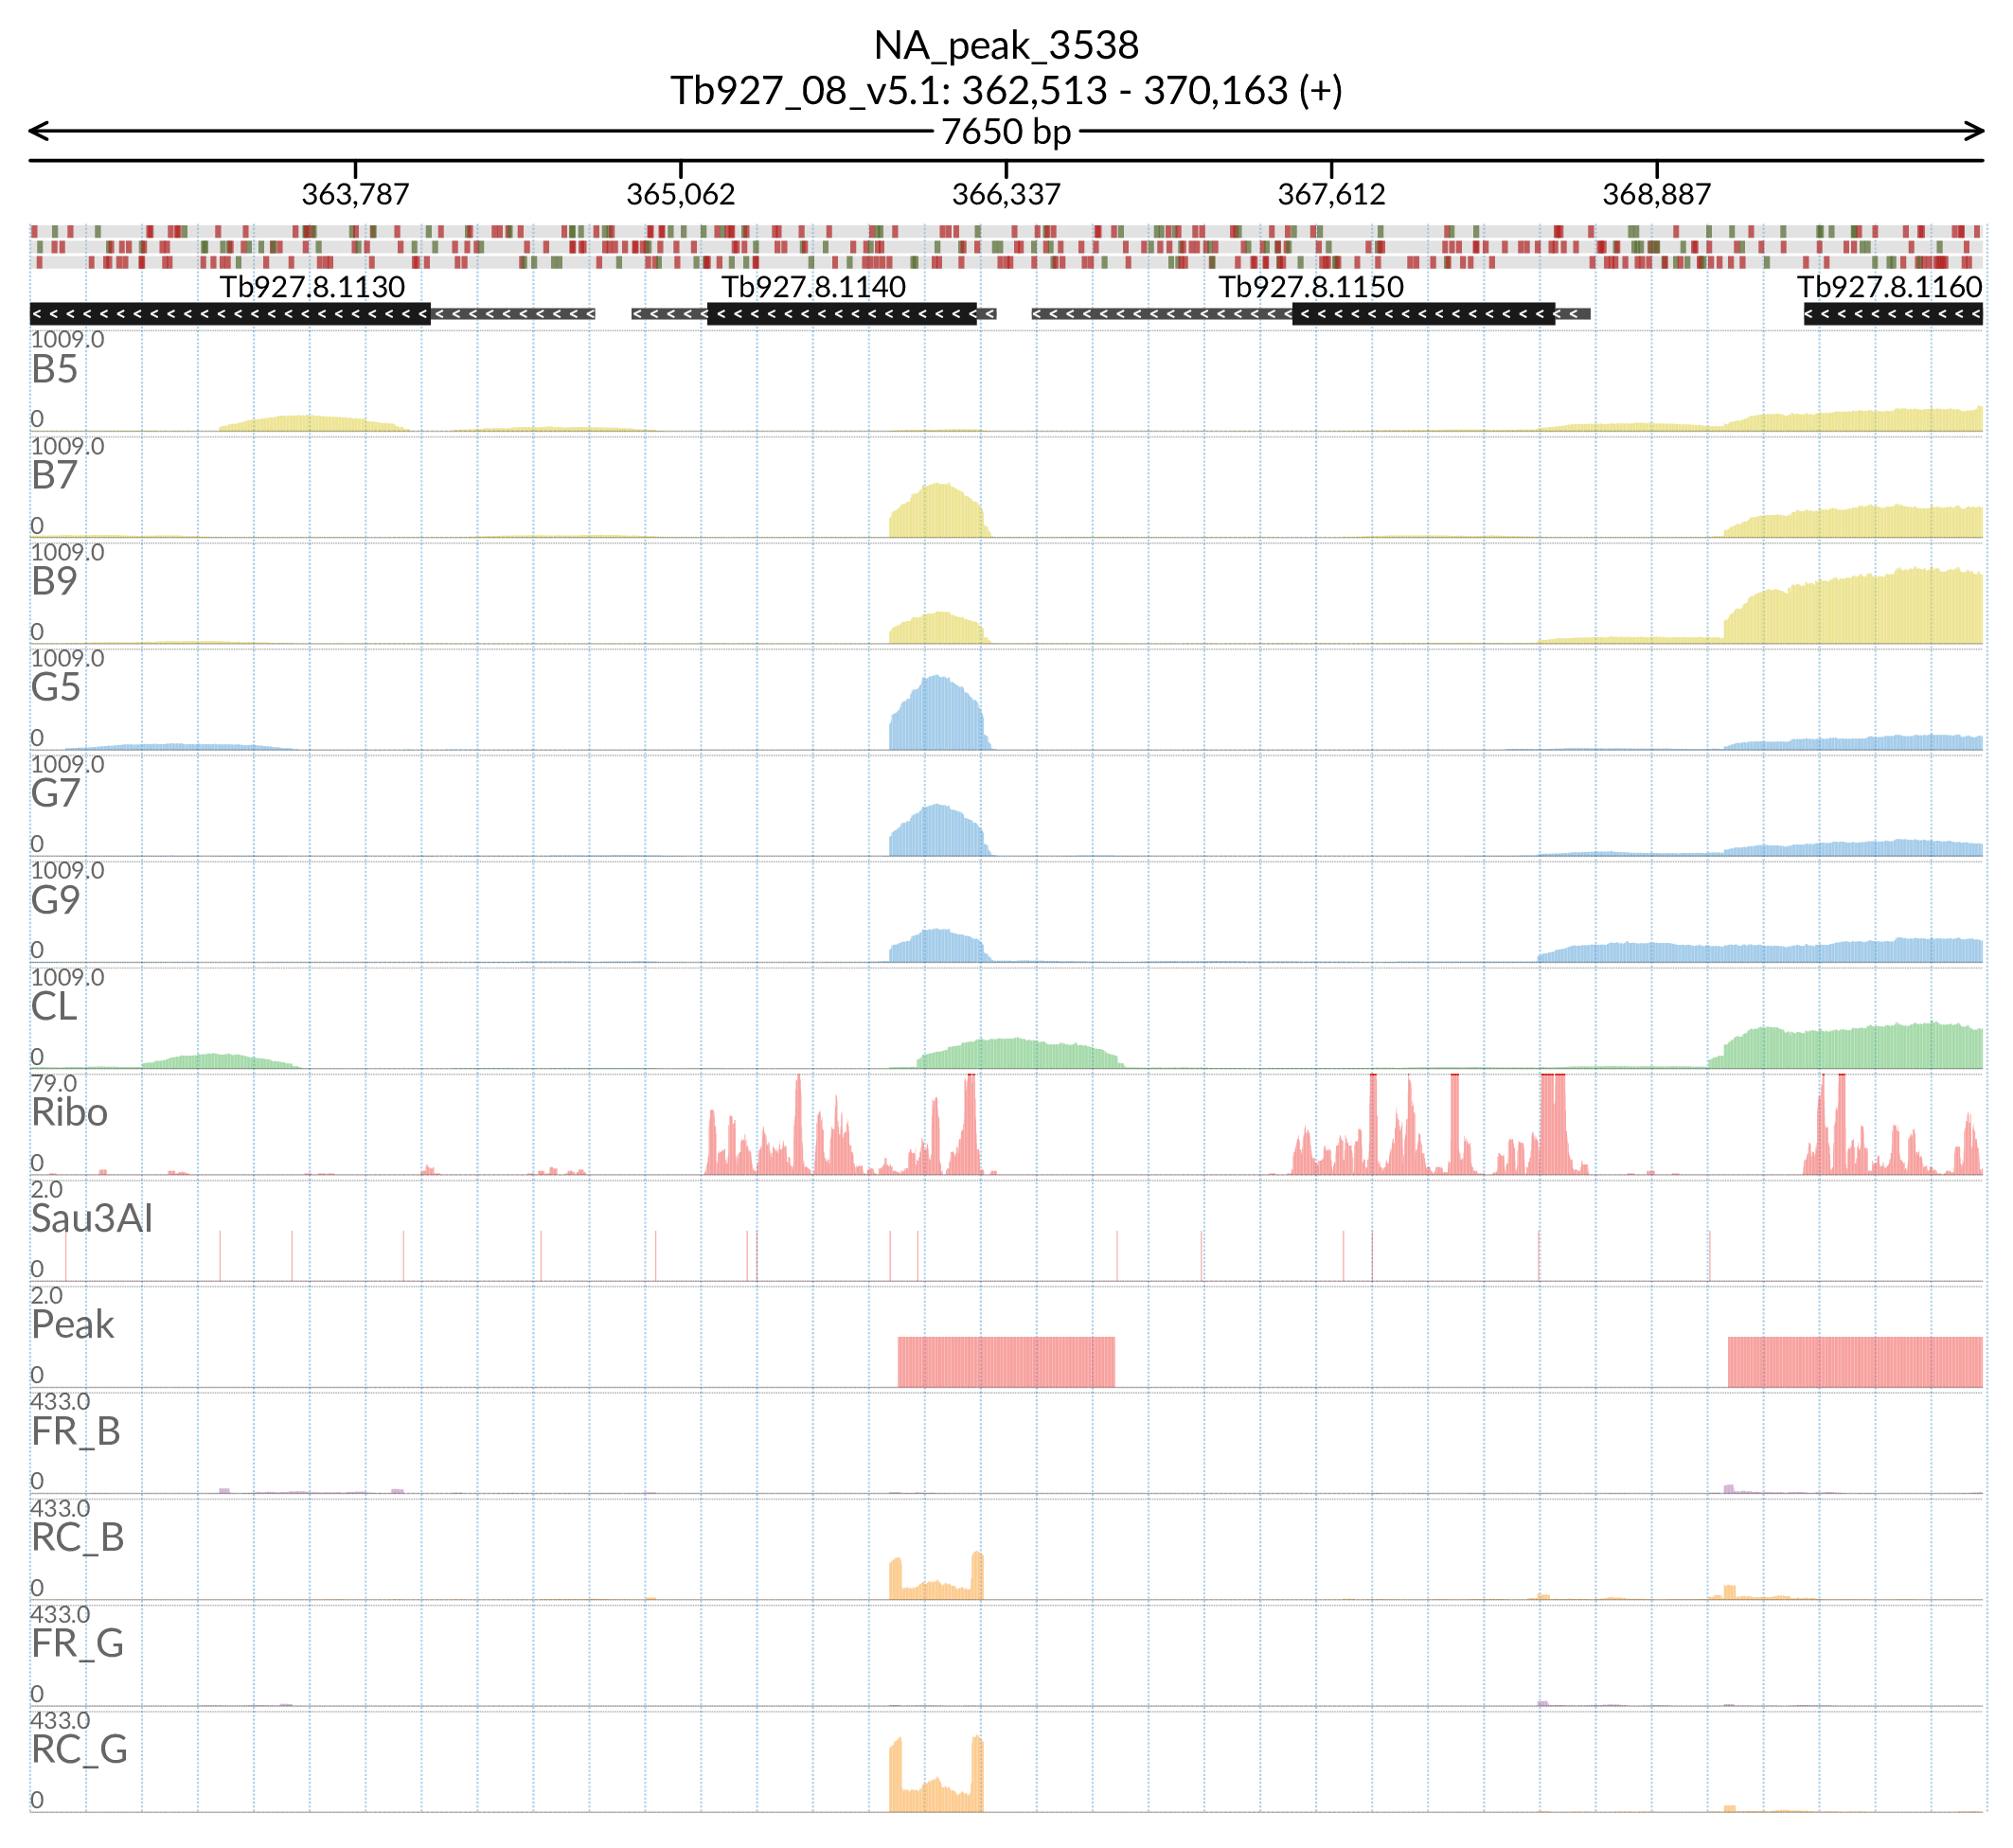 NA_peak_3538
Tb927_08_v5.1: 362,513 - 370,163 (+)
7650 bp
363,787 365,062 366,337 367,612 368,887
Tb927.8.1130 Tb927.8.1140 Tb927.8.1150 Tb927.8.1160
1009.0
B5
0
1009.0
B7
0
1009.0
B9
0
1009.0
G5
0
1009.0
G7
0
1009.0
G9
0
1009.0
CL
0
79.0
Ribo
0
2.0
Sau3AI
0
2.0
Peak
0
433.0
FR_B
0
433.0
RC_B
0
433.0
FR_G
0
433.0
RC_G
0